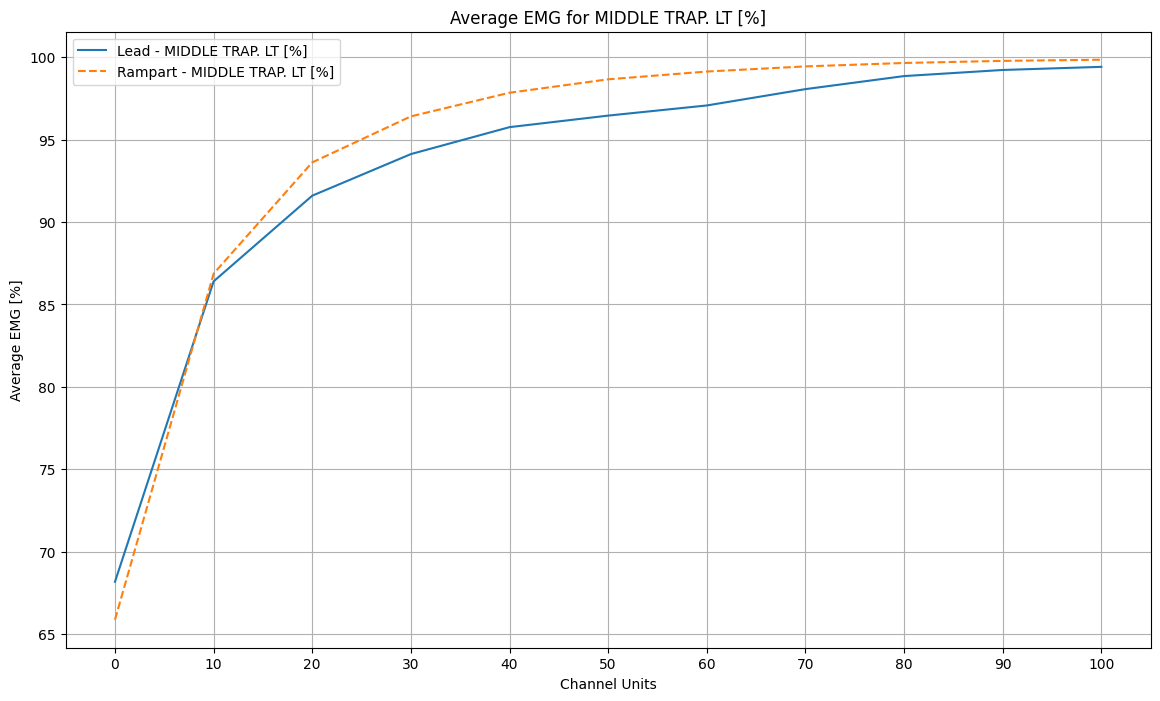 Average EMG for MIDDLE TRAP. LT [%]
Lead - MIDDLE TRAP. LT [%]
Rampart - MIDDLE TRAP. LT [%]
Average EMG [%]
100
95
90
85
80
75
70
65
0 10 20 30 40 50 60 70 80 90 100
Channel Units